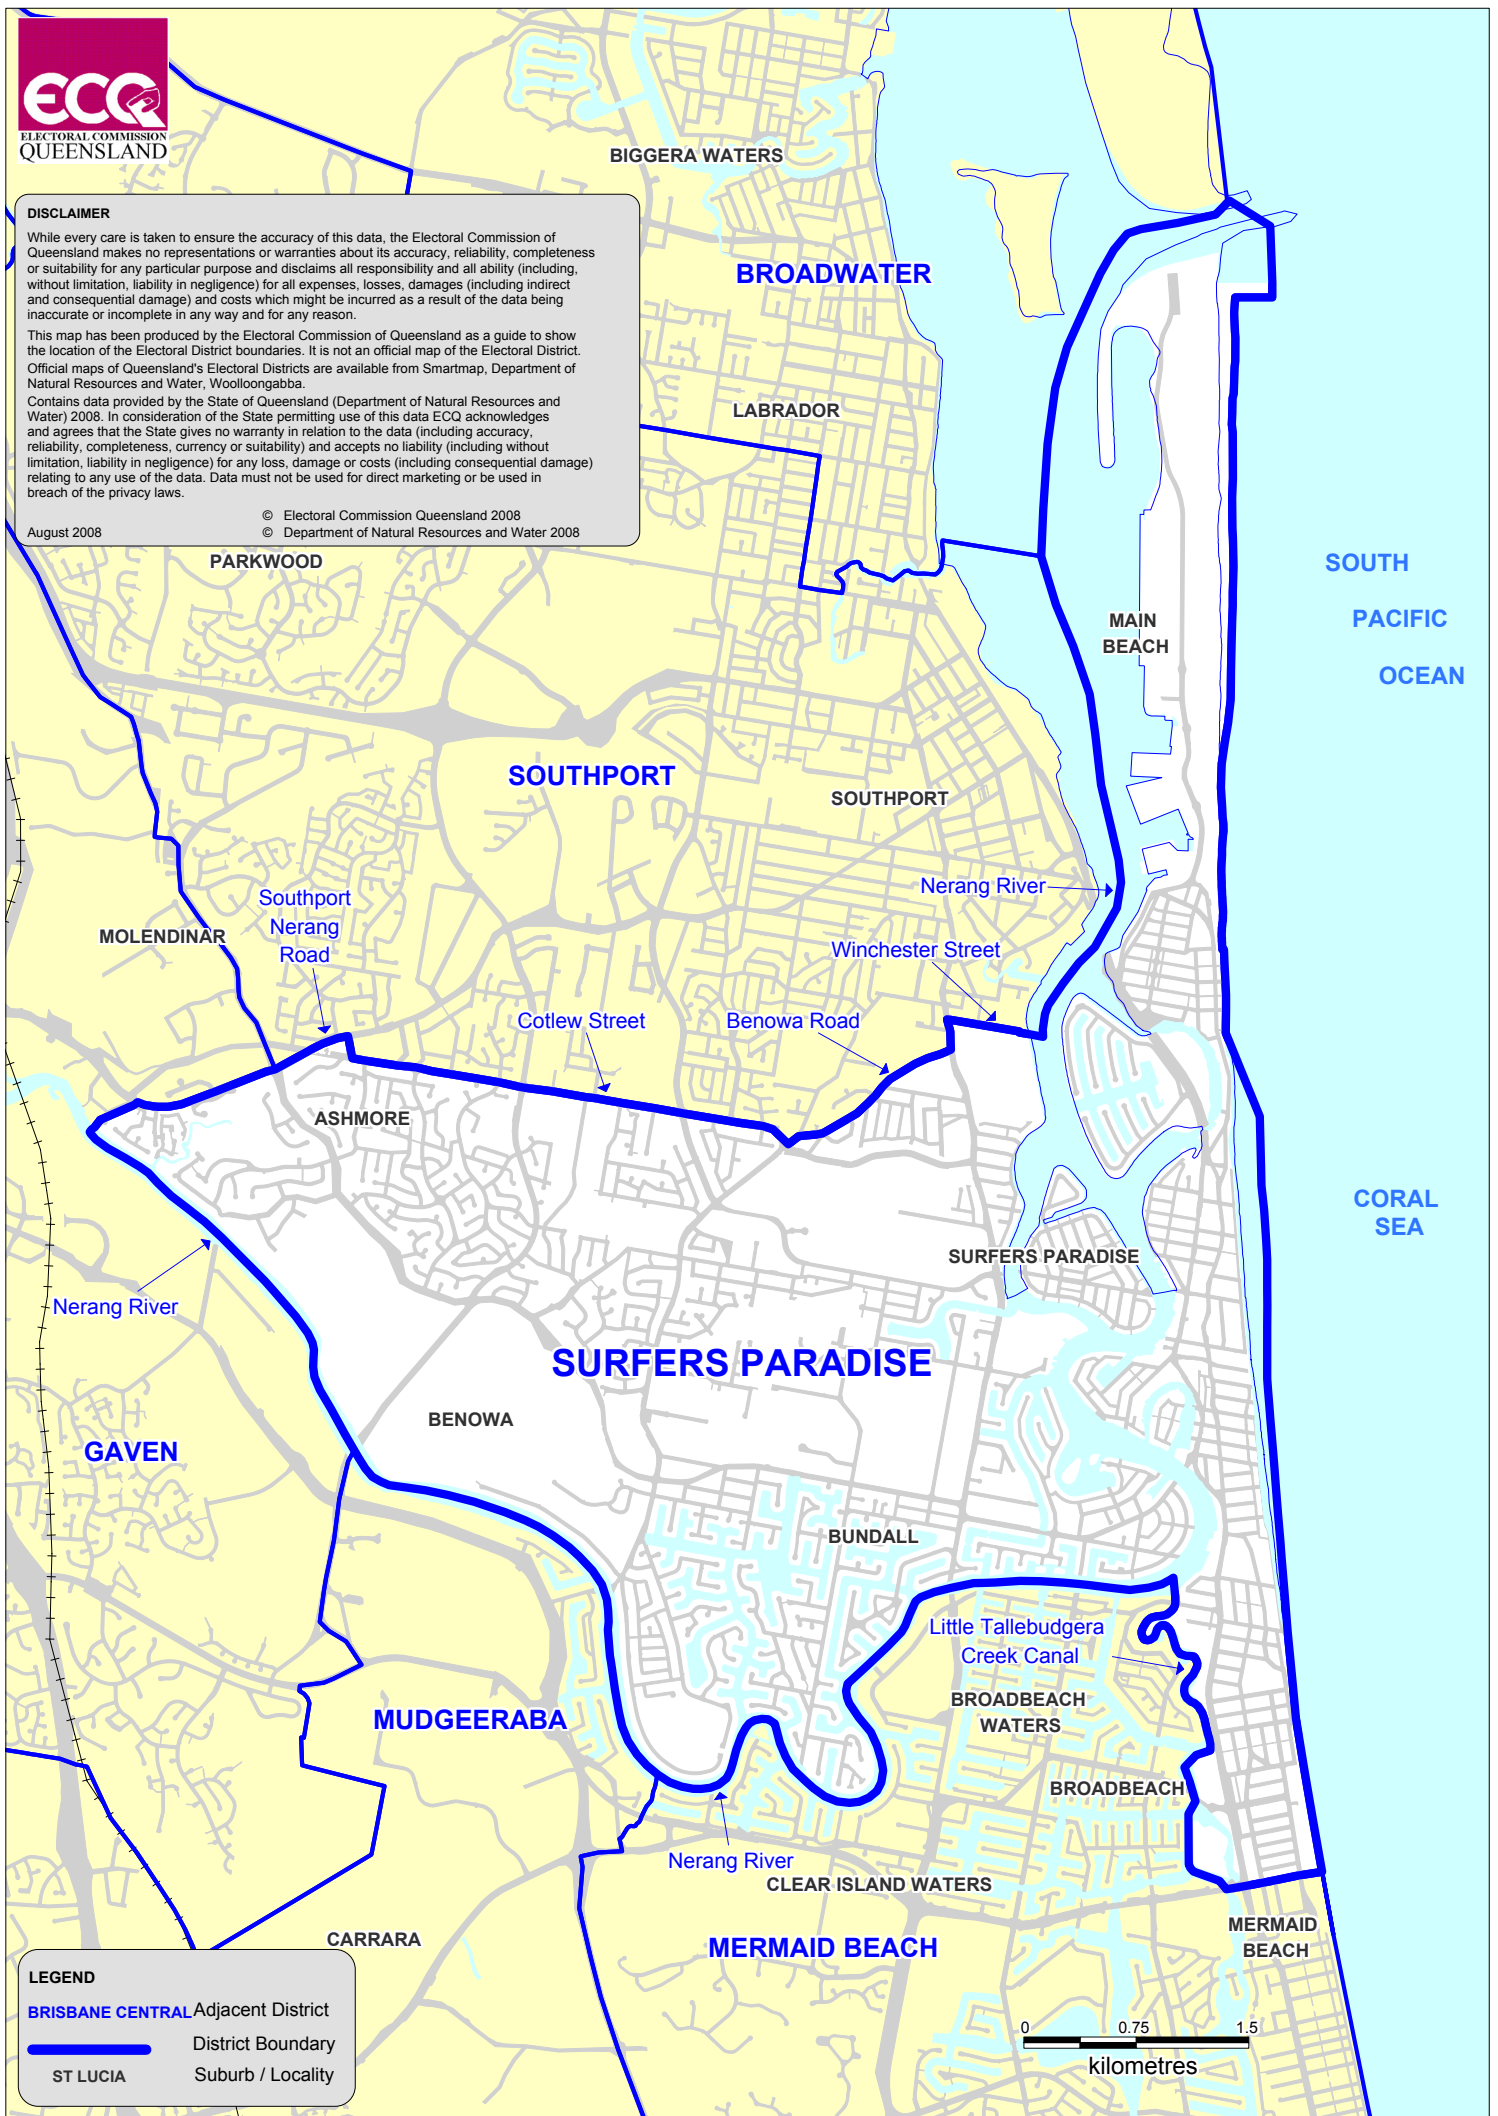 ECQ
ELECTORAL COMMISSION
QUEENSLAND
DISCLAIMER
While every care is taken to ensure the accuracy of this data, the Electoral Commission of
Queensland makes no representations or warranties about its accuracy, reliability, completeness
or suitability for any particular purpose and disclaims all responsibility and all ability (including,
without limitation, liability in negligence) for all expenses, losses, damages (including indirect
and consequential damage) and costs which might be incurred as a result of the data being
inaccurate or incomplete in any way and for any reason.
This map has been produced by the Electoral Commission of Queensland as a guide to show
the location of the Electoral District boundaries. It is not an official map of the Electoral District.
Official maps of Queensland's Electoral Districts are available from Smartmap, Department of
Natural Resources and Water, Woolloongabba.
Contains data provided by the State of Queensland (Department of Natural Resources and
Water) 2008. In consideration of the State permitting use of this data ECQ acknowledges
and agrees that the State gives no warranty in relation to the data (including accuracy,
reliability, completeness, currency or suitability) and accepts no liability (including without
limitation, liability in negligence) for any loss, damage or costs (including consequential damage)
relating to any use of the data. Data must not be used for direct marketing or be used in
breach of the privacy laws.
© Electoral Commission Queensland 2008
August 2008
© Department of Natural Resources and Water 2008
BIGGERA WATERS
BROADWATER
LABRADOR
PARKWOOD
SOUTH
PACIFIC
OCEAN
MAIN
BEACH
SOUTHPORT
SOUTHPORT
Nerang River
Southport
Nerang
Road
MOLENDINAR
Winchester Street
Cotlew Street
Benowa Road
ASHMORE
CORAL
SEA
SURFERS PARADISE
Nerang River
SURFERS PARADISE
BENOWA
GAVEN
BUNDALL
Little Tallebudgera
Creek Canal
BROADBEACH
WATERS
MUDGEERABA
BROADBEACH
Nerang River
CLEAR ISLAND WATERS
CARRARA
MERMAID BEACH
MERMAID
BEACH
LEGEND
BRISBANE CENTRAL Adjacent District
District Boundary
ST LUCIA Suburb / Locality
0 0.75 1.5
kilometres